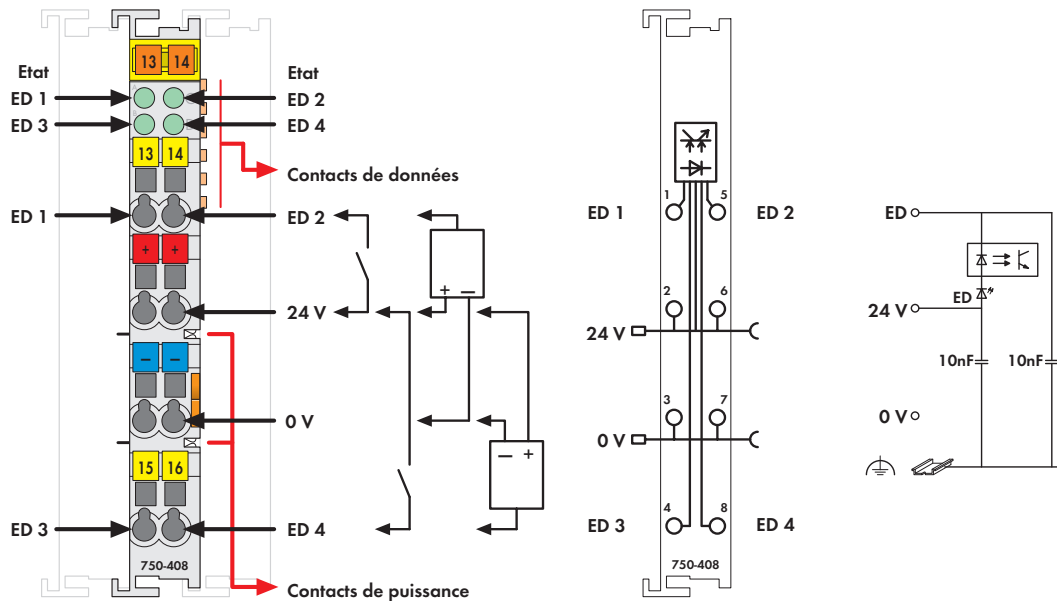 13 14
Etat
Etat
ED 1
ED 2
ED 3
ED 4
A
C
13 14
Contacts de données
ED 1
ED 2
+ +
+ −
24 V
− −
0 V
− +
15 16
ED 3
ED 4
750-408
Contacts de puissance
1 5
ED 1
ED 2
2 6
24 V
3 7
0 V
4 8
ED 3
ED 4
750-408
ED
ED
24 V
10nF 10nF
0 V